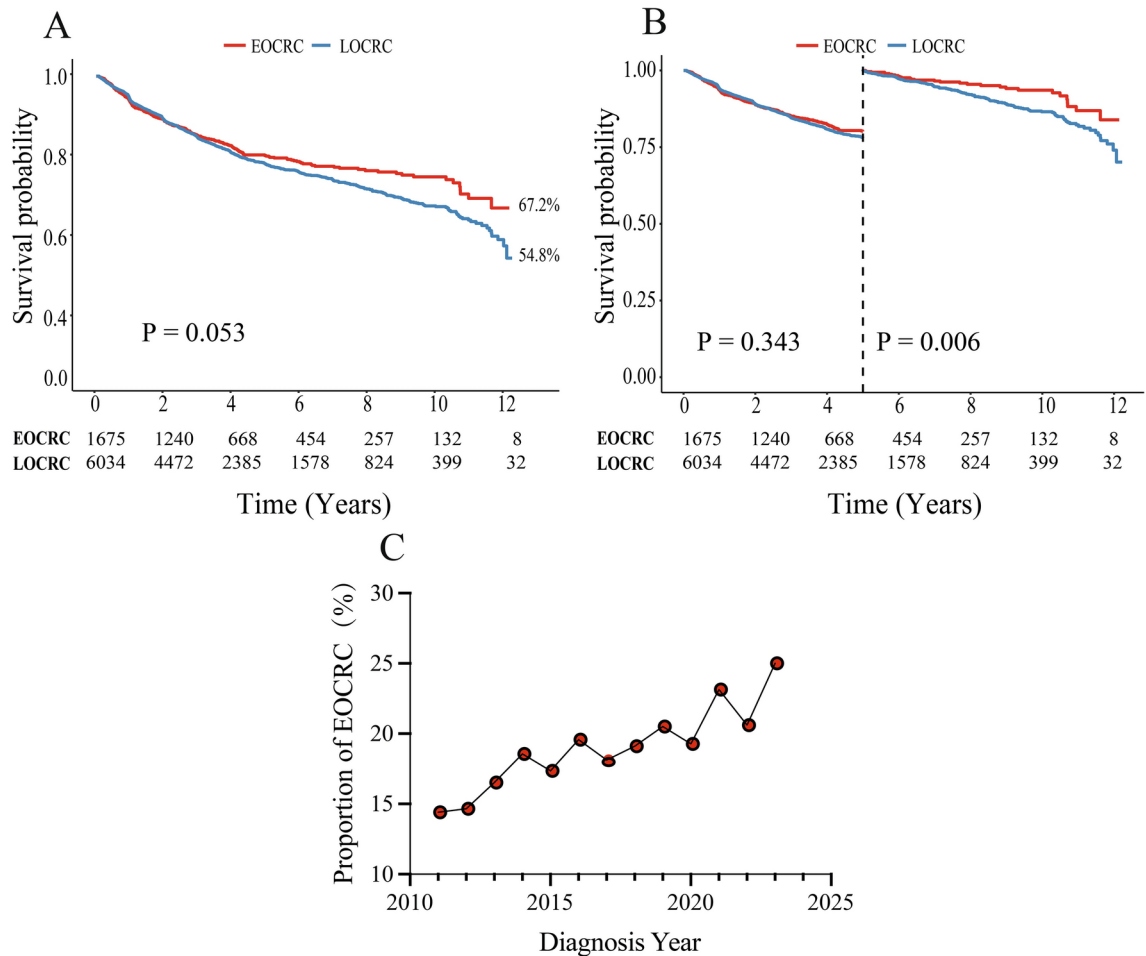 A
EOCRC LOCRC
Survival probability
1.0
0.8
0.6
0.4
0.0
67.2%
54.8%
P = 0.053
0 2 4 6 8 10 12
EOCRC 1675 1240 668 454 257 132 8
LOCRC 6034 4472 2385 1578 824 399 32
Time (Years)
B
EOCRC LOCRC
Survival probability
1.00
0.75
0.50
0.25
0.00
P = 0.343 P = 0.006
0 2 4 6 8 10 12
EOCRC 1675 1240 668 454 257 132 8
LOCRC 6034 4472 2385 1578 824 399 32
Time (Years)
C
Proportion of EOCRC (%)
30
25
20
15
10
2010 2015 2020 2025
Diagnosis Year